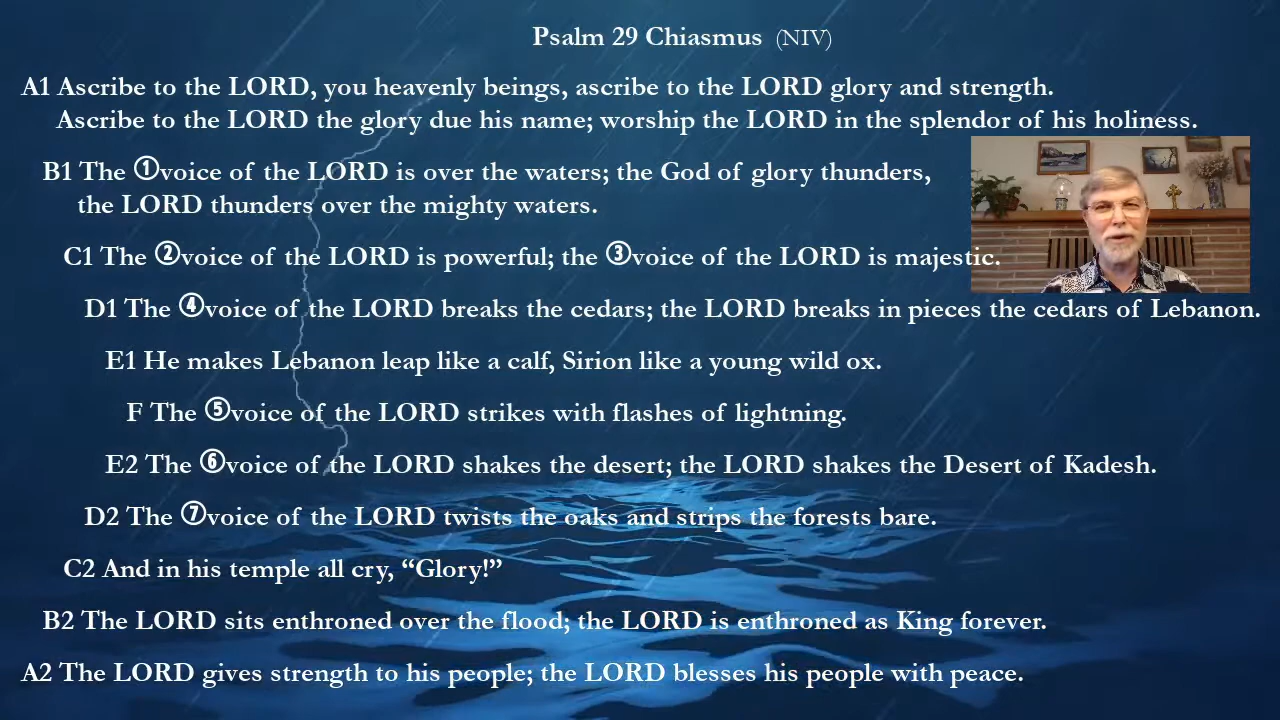 Psalm 29 Chiasmus (NIV)
A1 Ascribe to the LORD, you heavenly beings, ascribe to the LORD glory and strength.
Ascribe to the LORD the glory due his name; worship the LORD in the splendor of his holiness.
B1 The ①voice of the LORD is over the waters; the God of glory thunders,
the LORD thunders over the mighty waters.
C1 The ②voice of the LORD is powerful; the ③voice of the LORD is majestic.
D1 The ④voice of the LORD breaks the cedars; the LORD breaks in pieces the cedars of Lebanon.
E1 He makes Lebanon leap like a calf, Sirion like a young wild ox.
F The ⑤voice of the LORD strikes with flashes of lightning.
E2 The ⑥voice of the LORD shakes the desert; the LORD shakes the Desert of Kadesh.
D2 The ⑦voice of the LORD twists the oaks and strips the forests bare.
C2 And in his temple all cry, “Glory!”
B2 The LORD sits enthroned over the flood; the LORD is enthroned as King forever.
A2 The LORD gives strength to his people; the LORD blesses his people with peace.